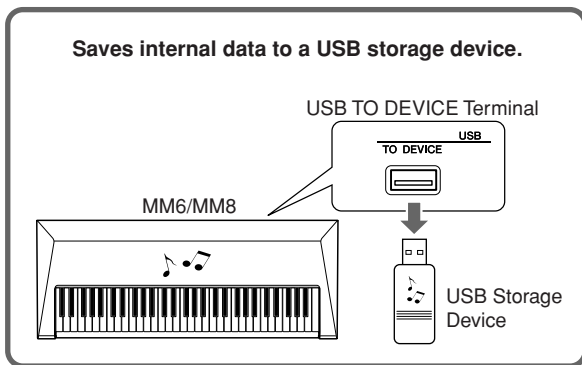 Saves internal data to a USB storage device.
USB TO DEVICE Terminal
USB
TO DEVICE
MM6/MM8
USB Storage
Device